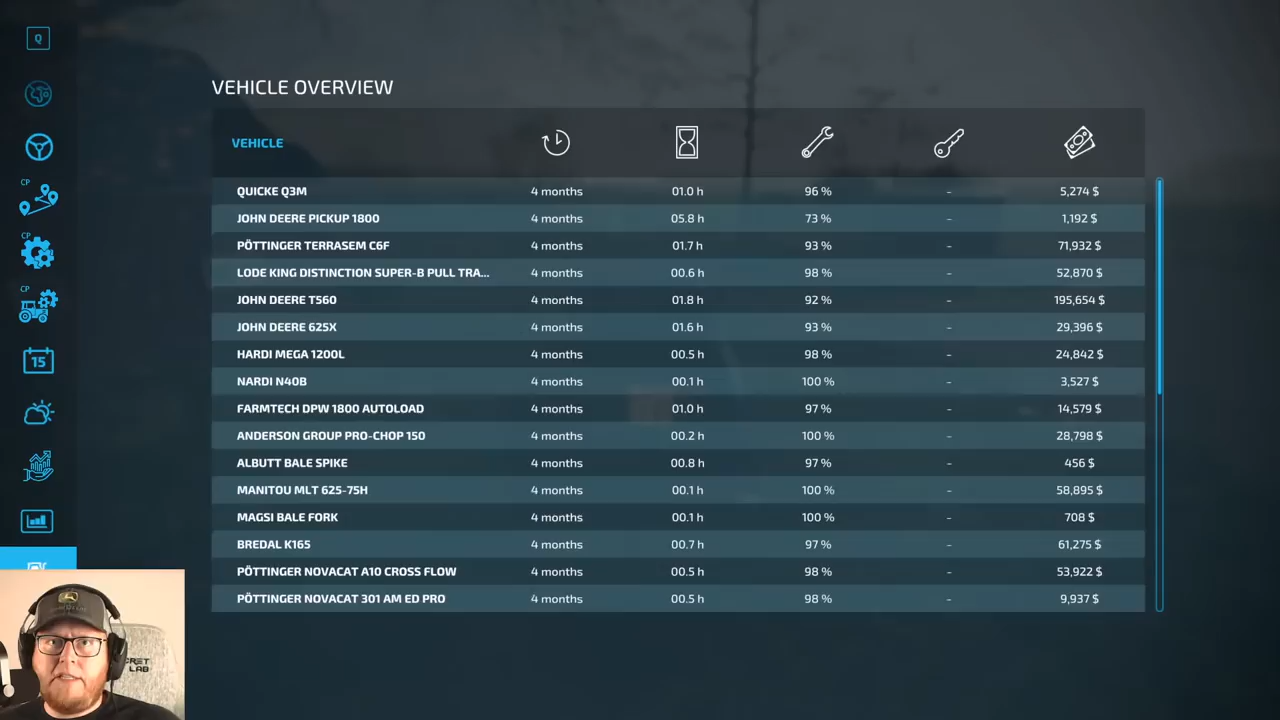 Q
VEHICLE OVERVIEW
VEHICLE
QUICKE Q3M 4 months 01.0 h 96 % - 5,274 $
JOHN DEERE PICKUP 1800 4 months 05.8 h 73 % - 1,192 $
PÖTTINGER TERRASEM C6F 4 months 01.7 h 93 % - 71,932 $
LODE KING DISTINCTION SUPER-B PULL TRA... 4 months 00.6 h 98 % - 52,870 $
JOHN DEERE T560 4 months 01.8 h 92 % - 195,654 $
JOHN DEERE 625X 4 months 01.6 h 93 % - 29,396 $
HARDI MEGA 1200L 4 months 00.5 h 98 % - 24,842 $
NARDI N40B 4 months 00.1 h 100 % - 3,527 $
FARMTECH DPW 1800 AUTOLOAD 4 months 01.0 h 97 % - 14,579 $
ANDERSON GROUP PRO-CHOP 150 4 months 00.2 h 100 % - 28,798 $
ALBUTT BALE SPIKE 4 months 00.8 h 97 % - 456 $
MANITOU MLT 625-75H 4 months 00.1 h 100 % - 58,895 $
MAGSI BALE FORK 4 months 00.1 h 100 % - 708 $
BREDAL K165 4 months 00.7 h 97 % - 61,275 $
PÖTTINGER NOVACAT A10 CROSS FLOW 4 months 00.5 h 98 % - 53,922 $
PÖTTINGER NOVACAT 301 AM ED PRO 4 months 00.5 h 98 % - 9,937 $
CP
CP
CP
15
LAB